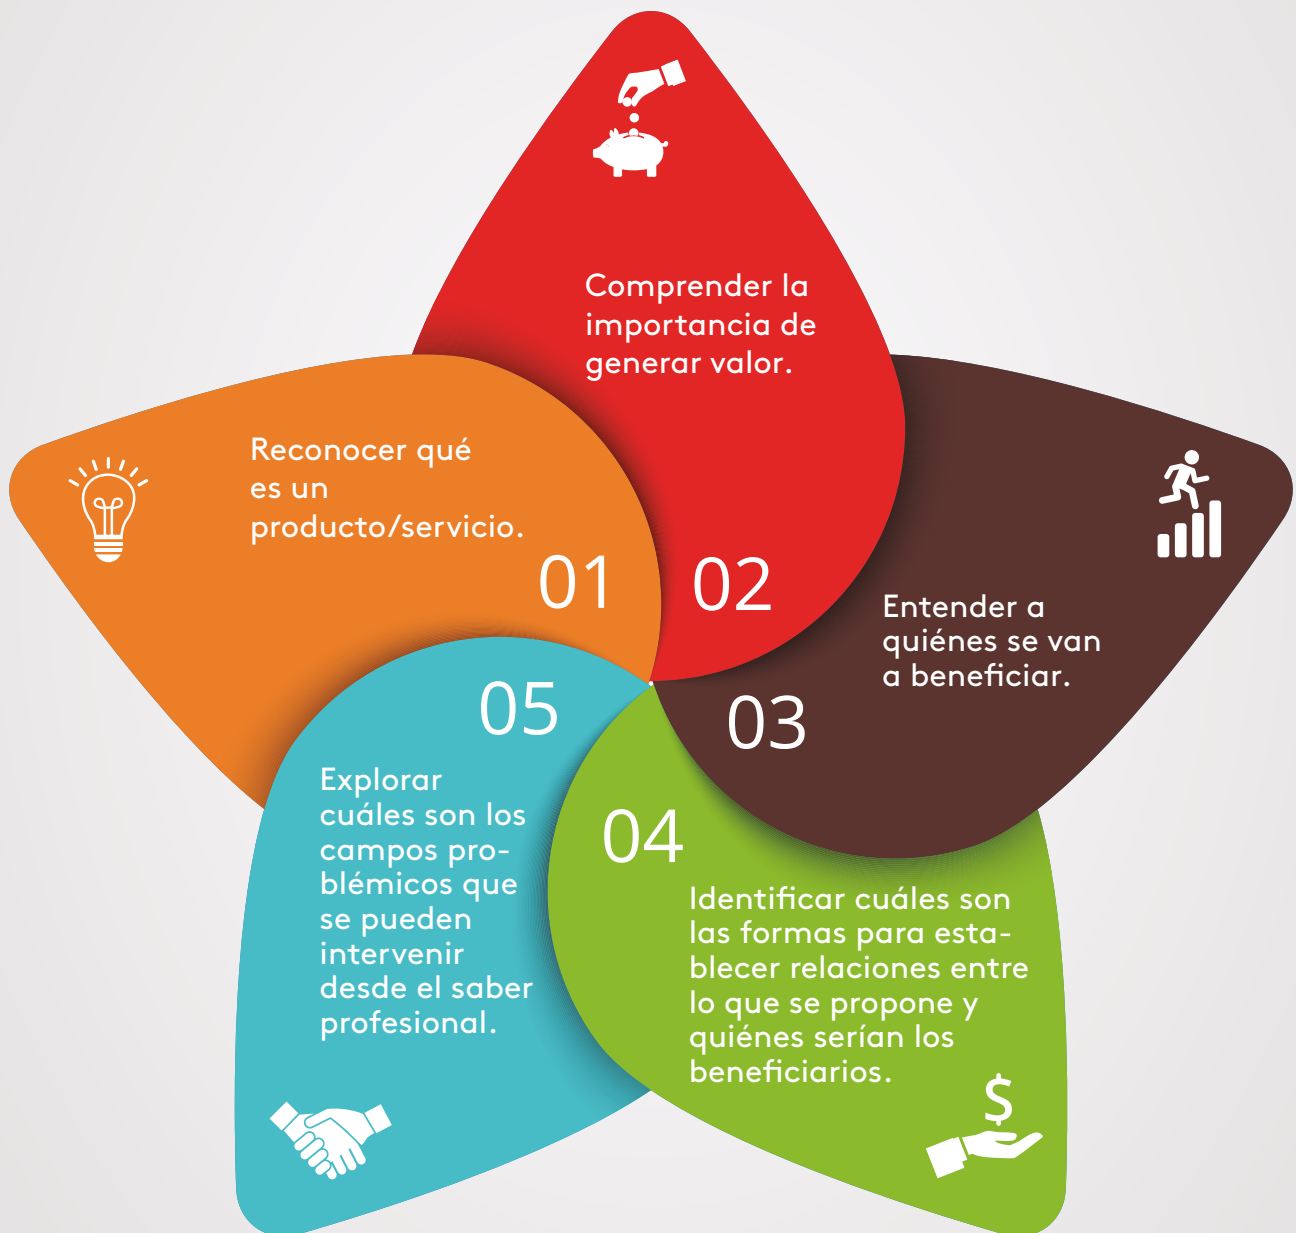 Reconocer qué
es un
producto/servicio.
01
Comprender la
importancia de
generar valor.
02
Entender a
quiénes se van
a beneficiar.
03
04
Identificar cuáles son
las formas para esta-
blecer relaciones entre
lo que se propone y
quiénes serían los
beneficiarios.
$
05
Explorar
cuáles son los
campos pro-
blémicos que
se pueden
intervenir
desde el saber
profesional.